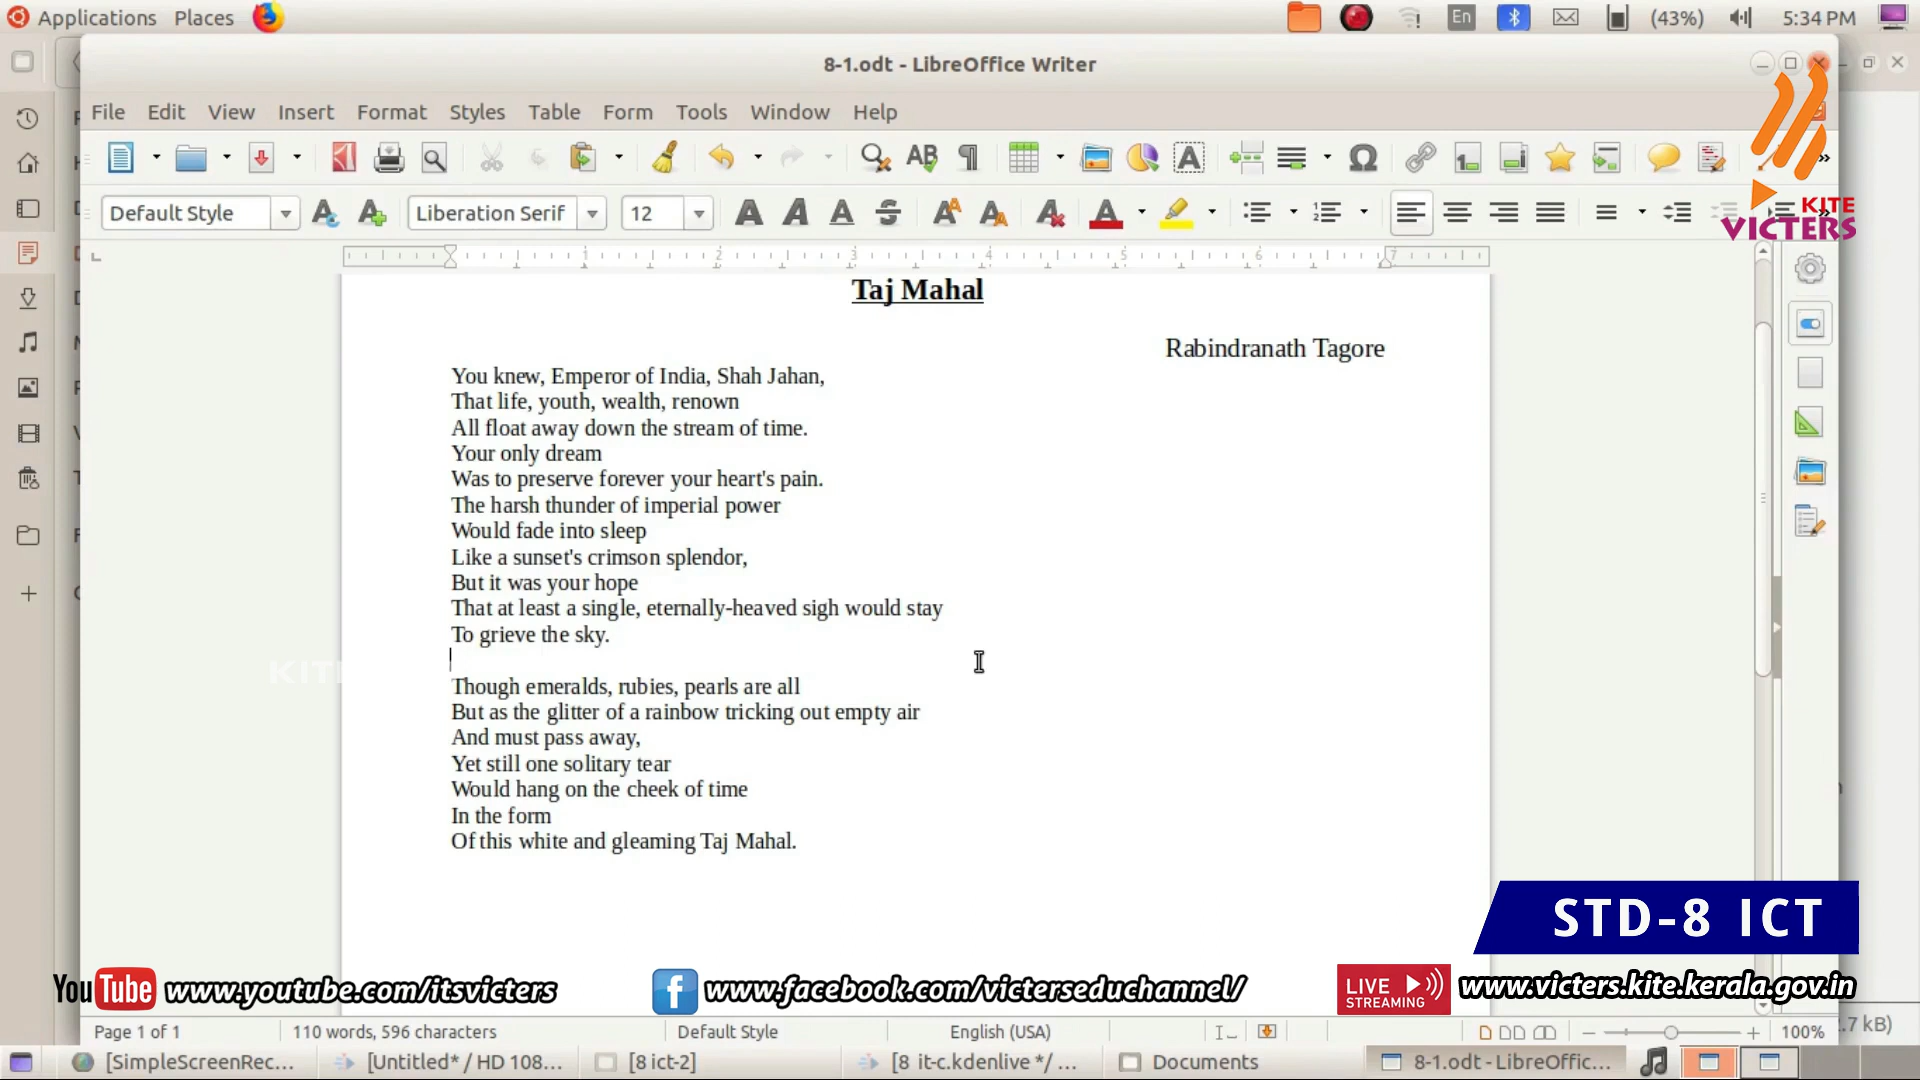 Applications Places En (43%) 5:34 PM
8-1.odt - LibreOffice Writer
File Edit View Insert Format Styles Table Form Tools Window Help
Default Style Liberation Serif 12
KITE VICTERS
1 2 3 4 5 6 7
Taj Mahal
Rabindranath Tagore
You knew, Emperor of India, Shah Jahan,
That life, youth, wealth, renown
All float away down the stream of time.
Your only dream
Was to preserve forever your heart's pain.
The harsh thunder of imperial power
Would fade into sleep
Like a sunset's crimson splendor,
But it was your hope
That at least a single, eternally-heaved sigh would stay
To grieve the sky.
Though emeralds, rubies, pearls are all
But as the glitter of a rainbow tricking out empty air
And must pass away,
Yet still one solitary tear
Would hang on the cheek of time
In the form
Of this white and gleaming Taj Mahal.
STD-8 ICT
YouTube www.youtube.com/itsvicters f www.facebook.com/victerseduchannel/ LIVE STREAMING www.victers.kite.kerala.gov.in
Page 1 of 1 110 words, 596 characters Default Style English (USA) 100%
[SimpleScreenRec... [Untitled* / HD 108... [8 ict-2] [8 it-c.kdenlive */ ... Documents 8-1.odt - LibreOffic...